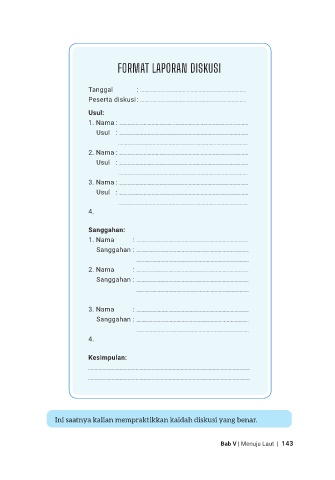 FORMAT LAPORAN DISKUSI
Tanggal :
Peserta diskusi :
Usul:
1. Nama :
Usul :
2. Nama :
Usul :
3. Nama :
Usul :
4.
Sanggahan:
1. Nama :
Sanggahan :
2. Nama :
Sanggahan :
3. Nama :
Sanggahan :
4.
Kesimpulan:
Ini saatnya kalian mempraktikkan kaidah diskusi yang benar.
Bab V | Menuju Laut | 143